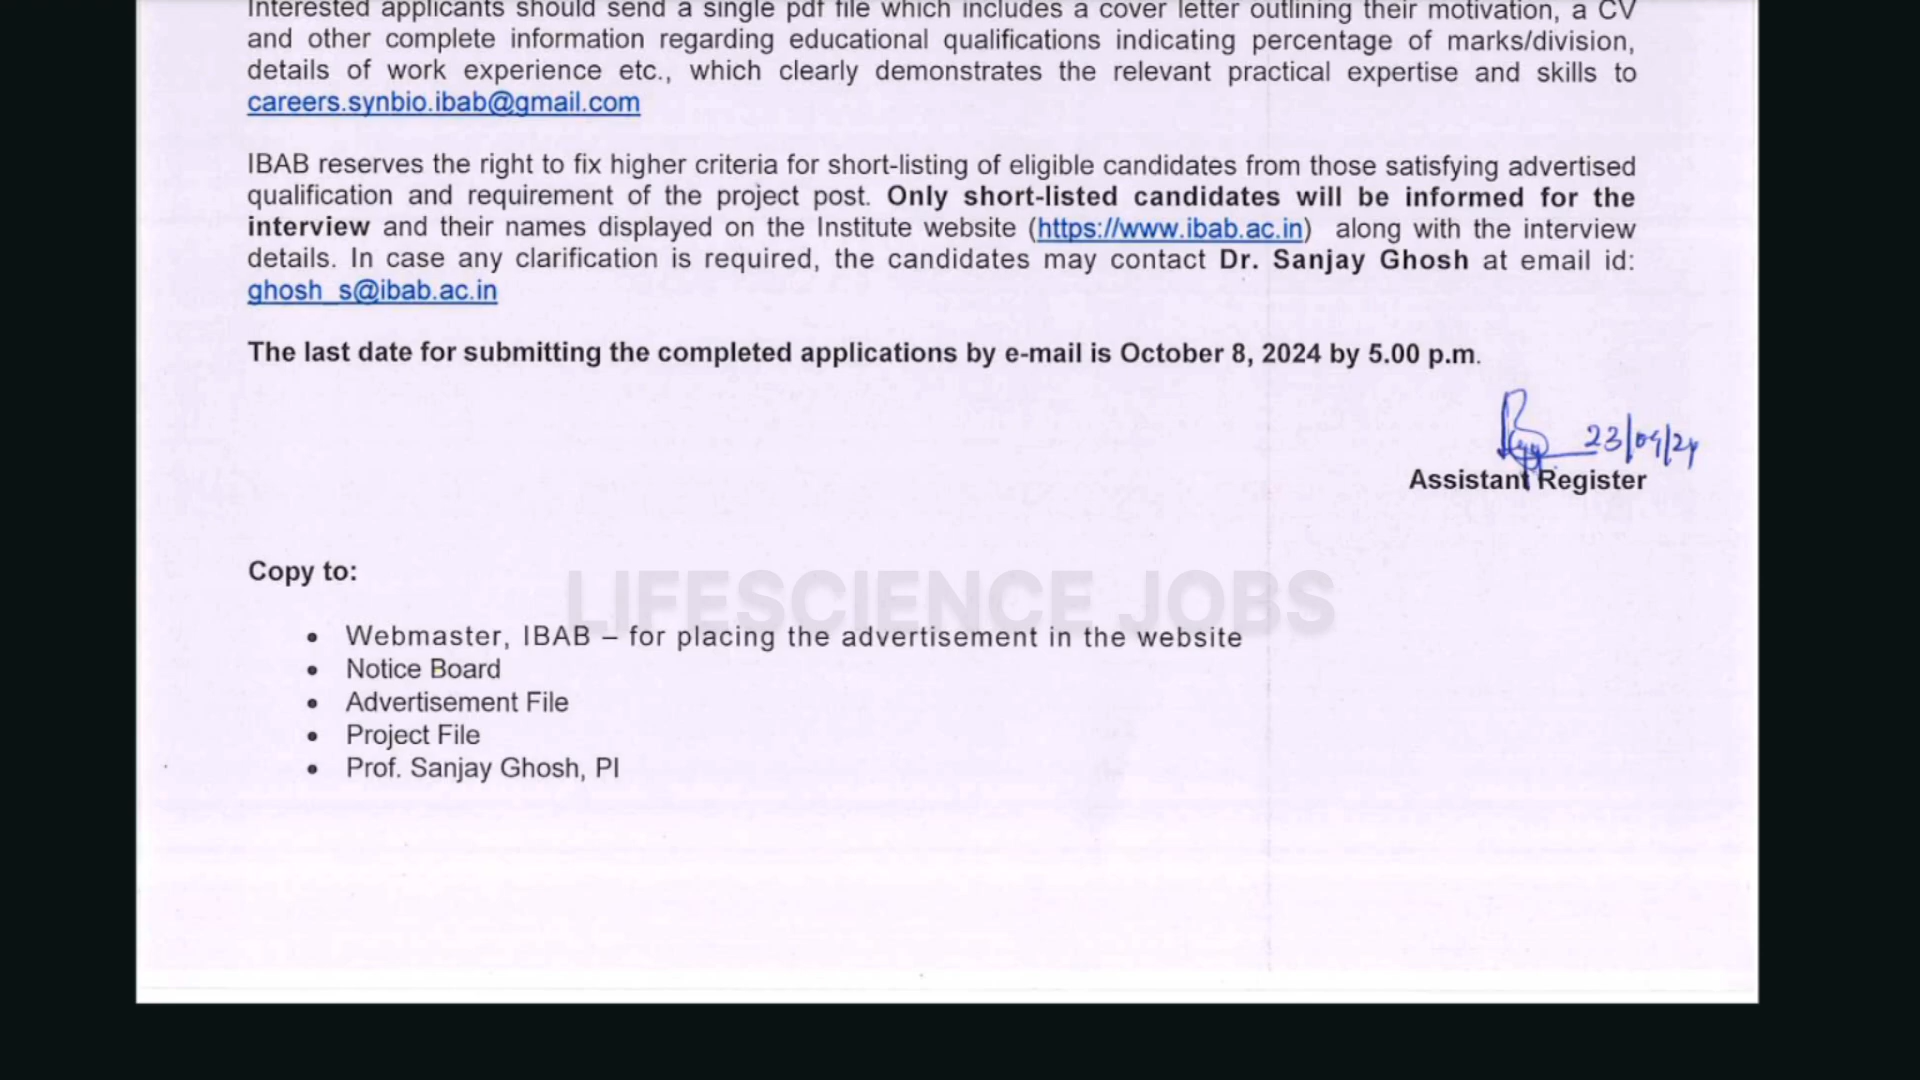 Interested applicants should send a single pdf file which includes a cover letter outlining their motivation, a CV
and other complete information regarding educational qualifications indicating percentage of marks/division,
details of work experience etc., which clearly demonstrates the relevant practical expertise and skills to
careers.synbio.ibab@gmail.com
IBAB reserves the right to fix higher criteria for short-listing of eligible candidates from those satisfying advertised
qualification and requirement of the project post. Only short-listed candidates will be informed for the
interview and their names displayed on the Institute website (https://www.ibab.ac.in) along with the interview
details. In case any clarification is required, the candidates may contact Dr. Sanjay Ghosh at email id:
ghosh_s@ibab.ac.in
The last date for submitting the completed applications by e-mail is October 8, 2024 by 5.00 p.m.
23/09/24
Assistant Register
Copy to:
LIFESCIENCE JOBS
• Webmaster, IBAB – for placing the advertisement in the website
• Notice Board
• Advertisement File
• Project File
• Prof. Sanjay Ghosh, PI